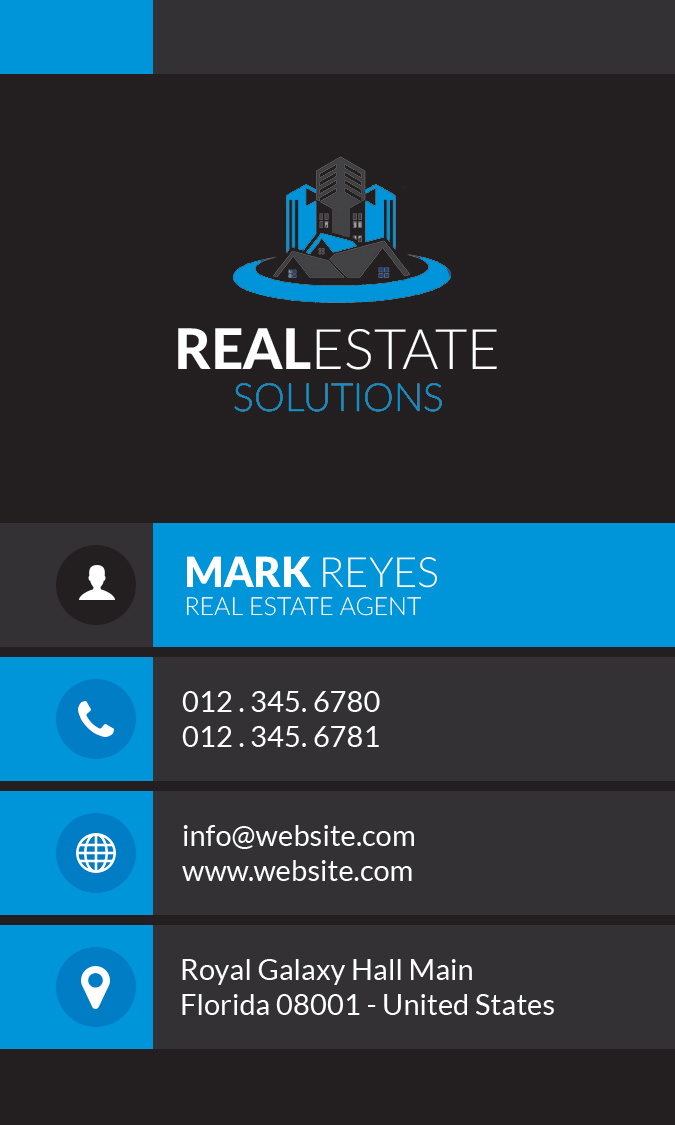 REALESTATE
SOLUTIONS
MARK REYES
REAL ESTATE AGENT
012 . 345. 6780
012 . 345. 6781
info@website.com
www.website.com
Royal Galaxy Hall Main
Florida 08001 - United States